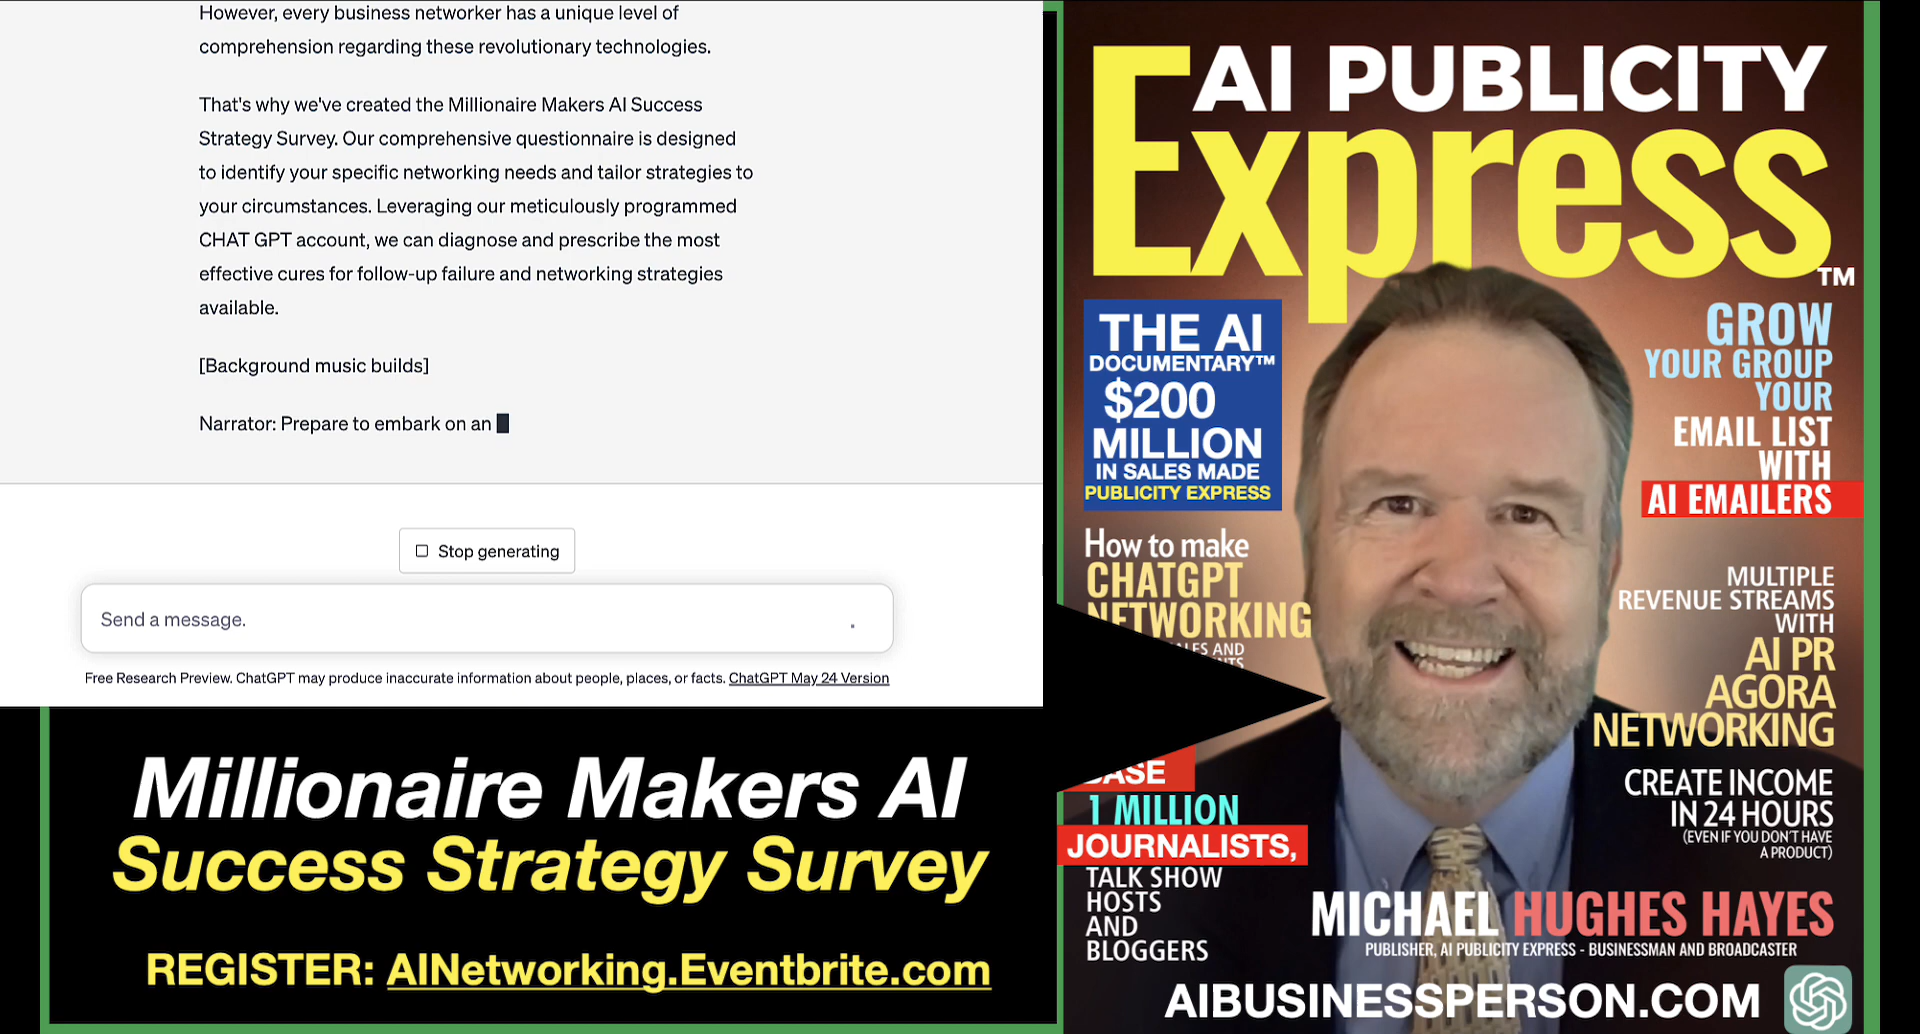 However, every business networker has a unique level of
comprehension regarding these revolutionary technologies.
That's why we've created the Millionaire Makers AI Success
Strategy Survey. Our comprehensive questionnaire is designed
to identify your specific networking needs and tailor strategies to
your circumstances. Leveraging our meticulously programmed
CHAT GPT account, we can diagnose and prescribe the most
effective cures for follow-up failure and networking strategies
available.
[Background music builds]
Narrator: Prepare to embark on an
Stop generating
Send a message.
Free Research Preview. ChatGPT may produce inaccurate information about people, places, or facts. ChatGPT May 24 Version
Millionaire Makers AI
Success Strategy Survey
REGISTER: AINetworking.Eventbrite.com
AI PUBLICITY
Express™
THE AI
DOCUMENTARY™
$200
MILLION
IN SALES MADE
PUBLICITY EXPRESS
How to make
CHATGPT
NETWORKING
AND
1 MILLION
JOURNALISTS,
TALK SHOW
HOSTS
AND
BLOGGERS
GROW
YOUR GROUP
YOUR
EMAIL LIST
WITH
AI EMAILERS
MULTIPLE
REVENUE STREAMS
WITH
AI PR
AGORA
NETWORKING
CREATE INCOME
IN 24 HOURS
(EVEN IF YOU DON'T HAVE
A PRODUCT)
MICHAEL HUGHES HAYES
PUBLISHER, AI PUBLICITY EXPRESS - BUSINESSMAN AND BROADCASTER
AIBUSINESSPERSON.COM